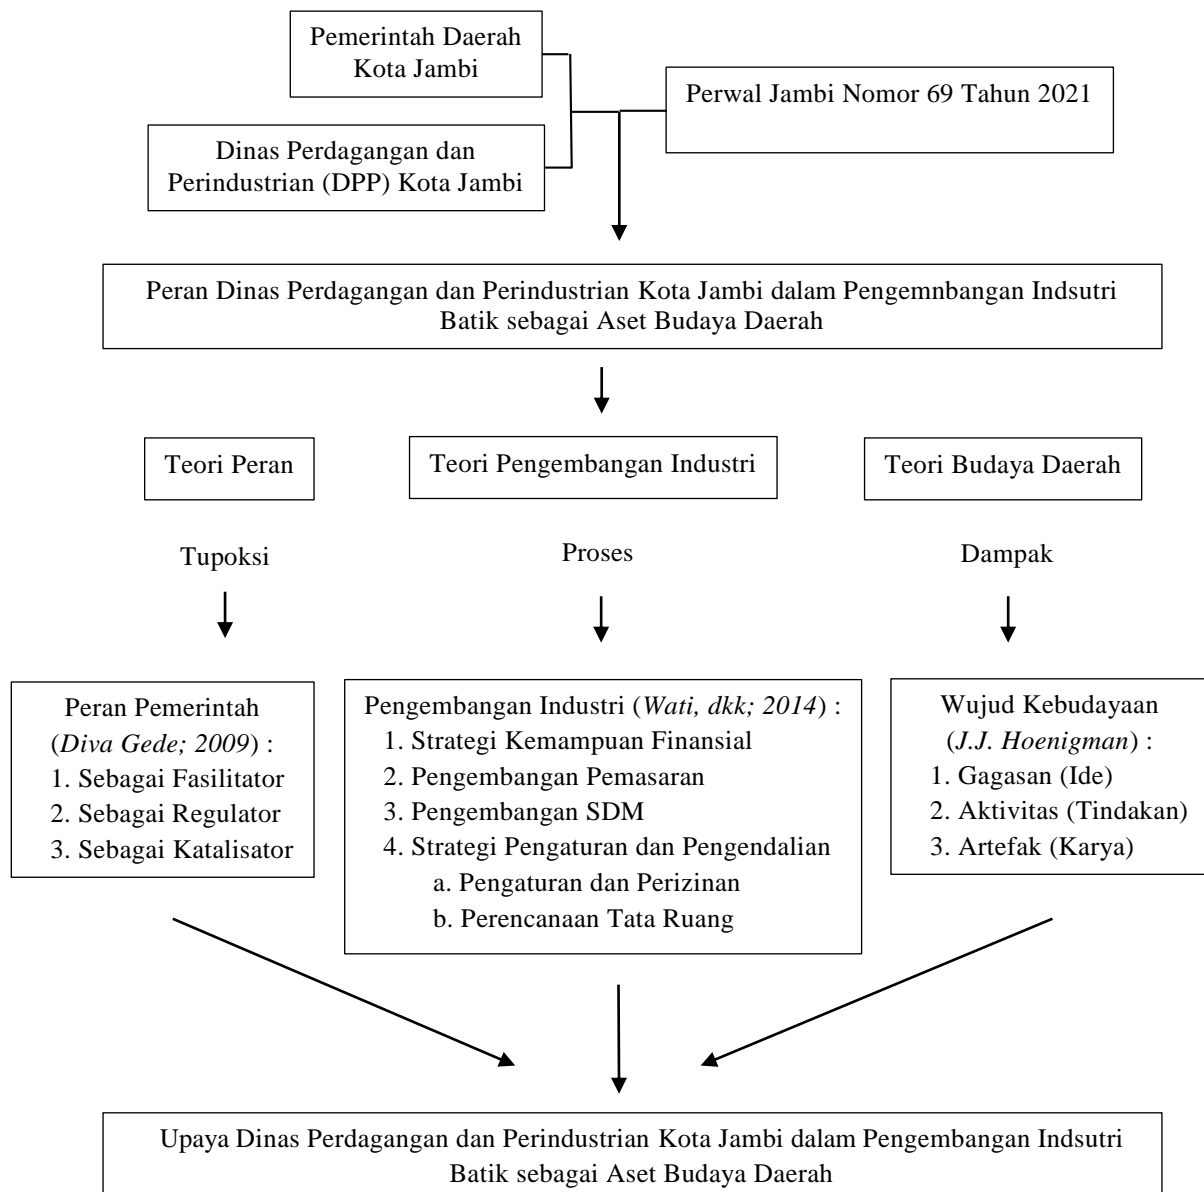 Pemerintah Daerah
Kota Jambi
Perwal Jambi Nomor 69 Tahun 2021
Dinas Perdagangan dan
Perindustrian (DPP) Kota Jambi
Peran Dinas Perdagangan dan Perindustrian Kota Jambi dalam Pengemnbangan Indsutri
Batik sebagai Aset Budaya Daerah
Teori Peran
Teori Pengembangan Industri
Teori Budaya Daerah
Tupoksi
Proses
Dampak
Peran Pemerintah
(Diva Gede; 2009) :
1. Sebagai Fasilitator
2. Sebagai Regulator
3. Sebagai Katalisator
Pengembangan Industri (Wati, dkk; 2014) :
1. Strategi Kemampuan Finansial
2. Pengembangan Pemasaran
3. Pengembangan SDM
4. Strategi Pengaturan dan Pengendalian
a. Pengaturan dan Perizinan
b. Perencanaan Tata Ruang
Wujud Kebudayaan
(J.J. Hoenigman) :
1. Gagasan (Ide)
2. Aktivitas (Tindakan)
3. Artefak (Karya)
Upaya Dinas Perdagangan dan Perindustrian Kota Jambi dalam Pengembangan Indsutri
Batik sebagai Aset Budaya Daerah